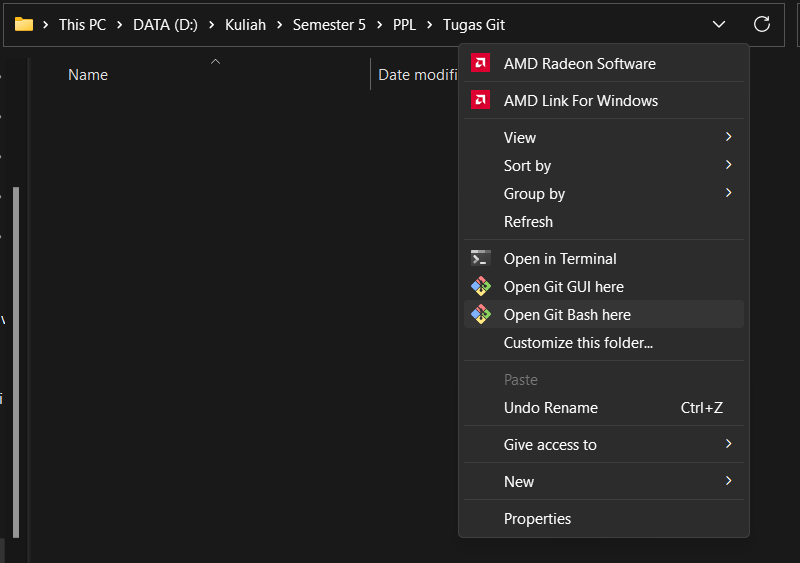 This PC > DATA (D:) > Kuliah > Semester 5 > PPL > Tugas Git
Name
Date modifi
AMD Radeon Software
AMD Link For Windows
View
Sort by
Group by
Refresh
Open in Terminal
Open Git GUI here
Open Git Bash here
Customize this folder...
Paste
Undo Rename Ctrl+Z
Give access to
New
Properties